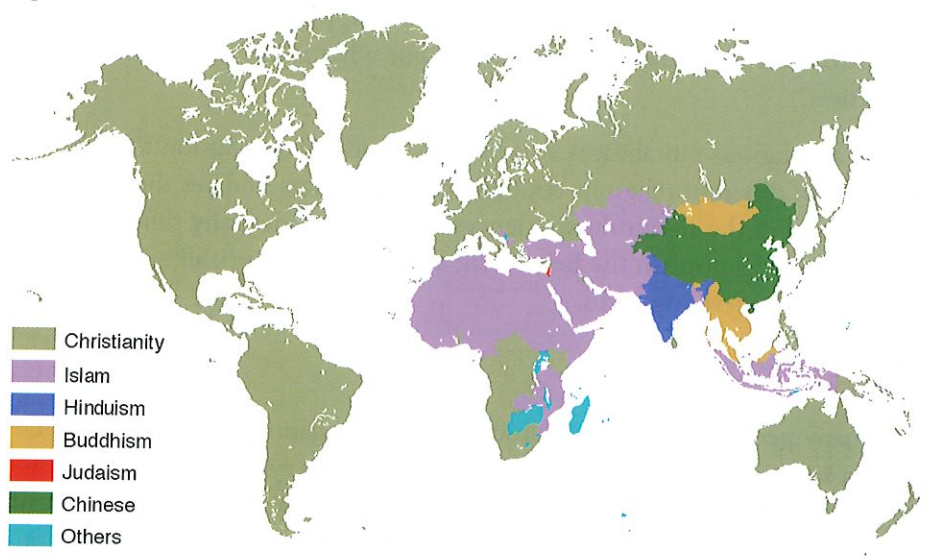 Christianity
Islam
Hinduism
Buddhism
Judaism
Chinese
Others